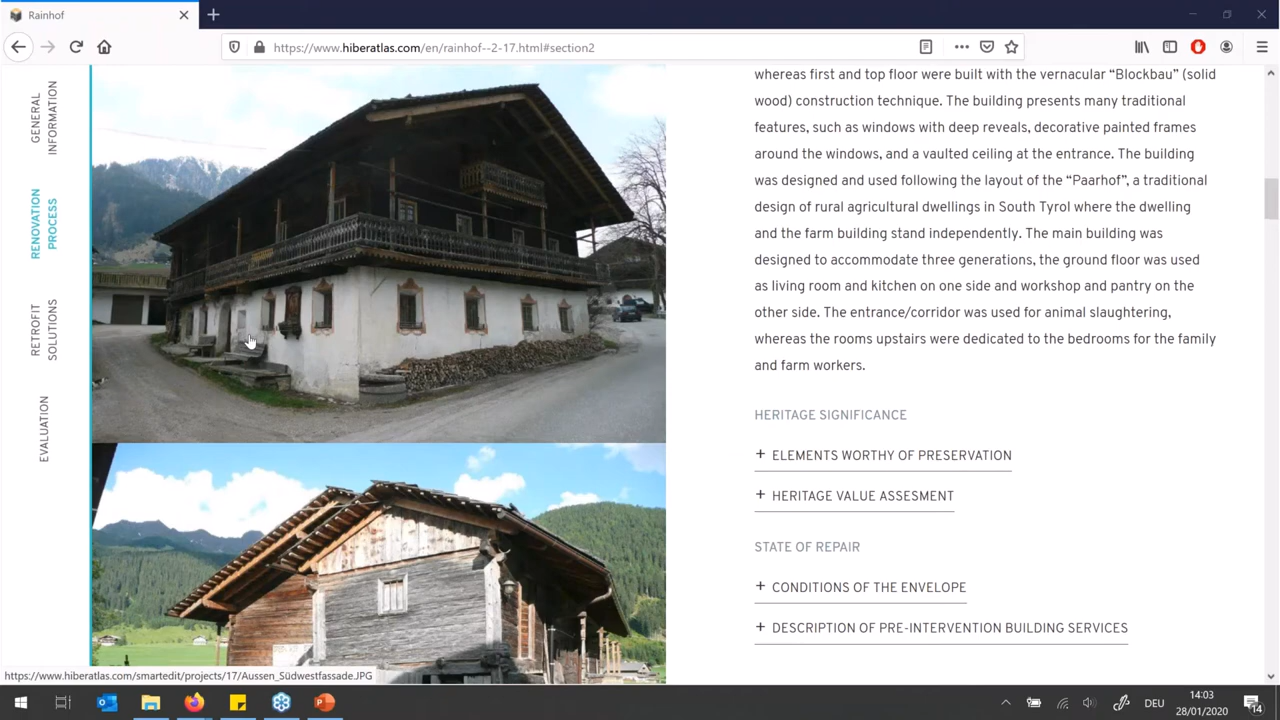 Rainhof
https://www.hiberatlas.com/en/rainhof--2-17.html#section2
GENERAL
INFORMATION
RENOVATION
PROCESS
RETROFIT
SOLUTIONS
EVALUATION
whereas first and top floor were built with the vernacular “Blockbau” (solid
wood) construction technique. The building presents many traditional
features, such as windows with deep reveals, decorative painted frames
around the windows, and a vaulted ceiling at the entrance. The building
was designed and used following the layout of the “Paarhof”, a traditional
design of rural agricultural dwellings in South Tyrol where the dwelling
and the farm building stand independently. The main building was
designed to accommodate three generations, the ground floor was used
as living room and kitchen on one side and workshop and pantry on the
other side. The entrance/corridor was used for animal slaughtering,
whereas the rooms upstairs were dedicated to the bedrooms for the family
and farm workers.
HERITAGE SIGNIFICANCE
+ ELEMENTS WORTHY OF PRESERVATION
+ HERITAGE VALUE ASSESMENT
STATE OF REPAIR
+ CONDITIONS OF THE ENVELOPE
+ DESCRIPTION OF PRE-INTERVENTION BUILDING SERVICES
https://www.hiberatlas.com/smartedit/projects/17/Aussen_Südwestfassade.JPG
DEU
14:03
28/01/2020
14